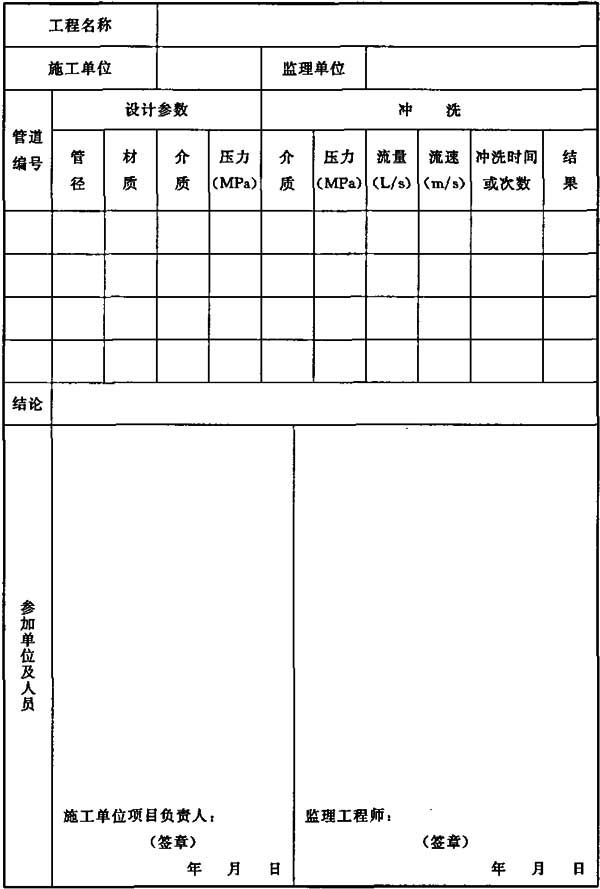 工程名称
施工单位 监理单位
管道编号 设计参数 冲 洗
管径 材质 介质 压力(MPa) 介质 压力(MPa) 流量(L/s) 流速(m/s) 冲洗时间或次数 结果
结论
参加单位及人员
施工单位项目负责人:
(签章)
年 月 日
监理工程师:
(签章)
年 月 日